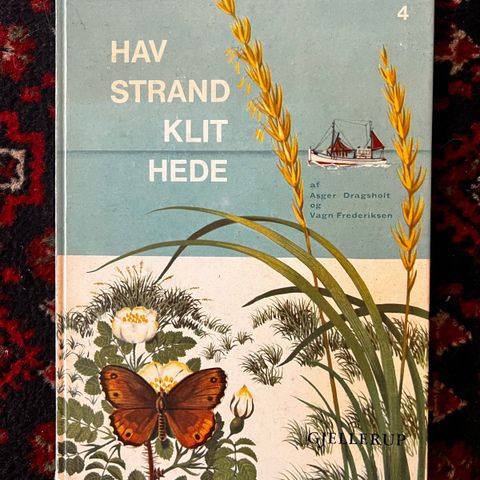 4
HAV
STRAND
KLIT
HEDE
af
Asger Dragsholt
og
Vagn Frederiksen
GJELLERUP